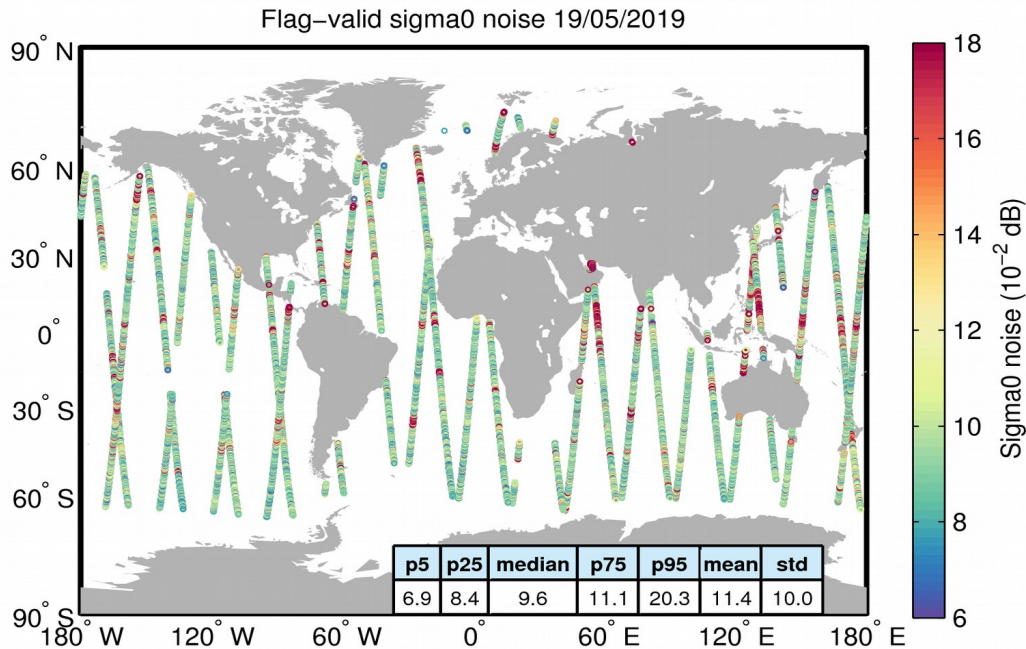 Flag−valid sigma0 noise 19/05/2019
90° N
60° N
30° N
0°
30° S
60° S
90° S
180° W
120° W
60° W
0°
60° E
120° E
180° E
p5 p25 median p75 p95 mean std
6.9 8.4 9.6 11.1 20.3 11.4 10.0
18
16
14
12
10
8
6
Sigma0 noise (10⁻² dB)